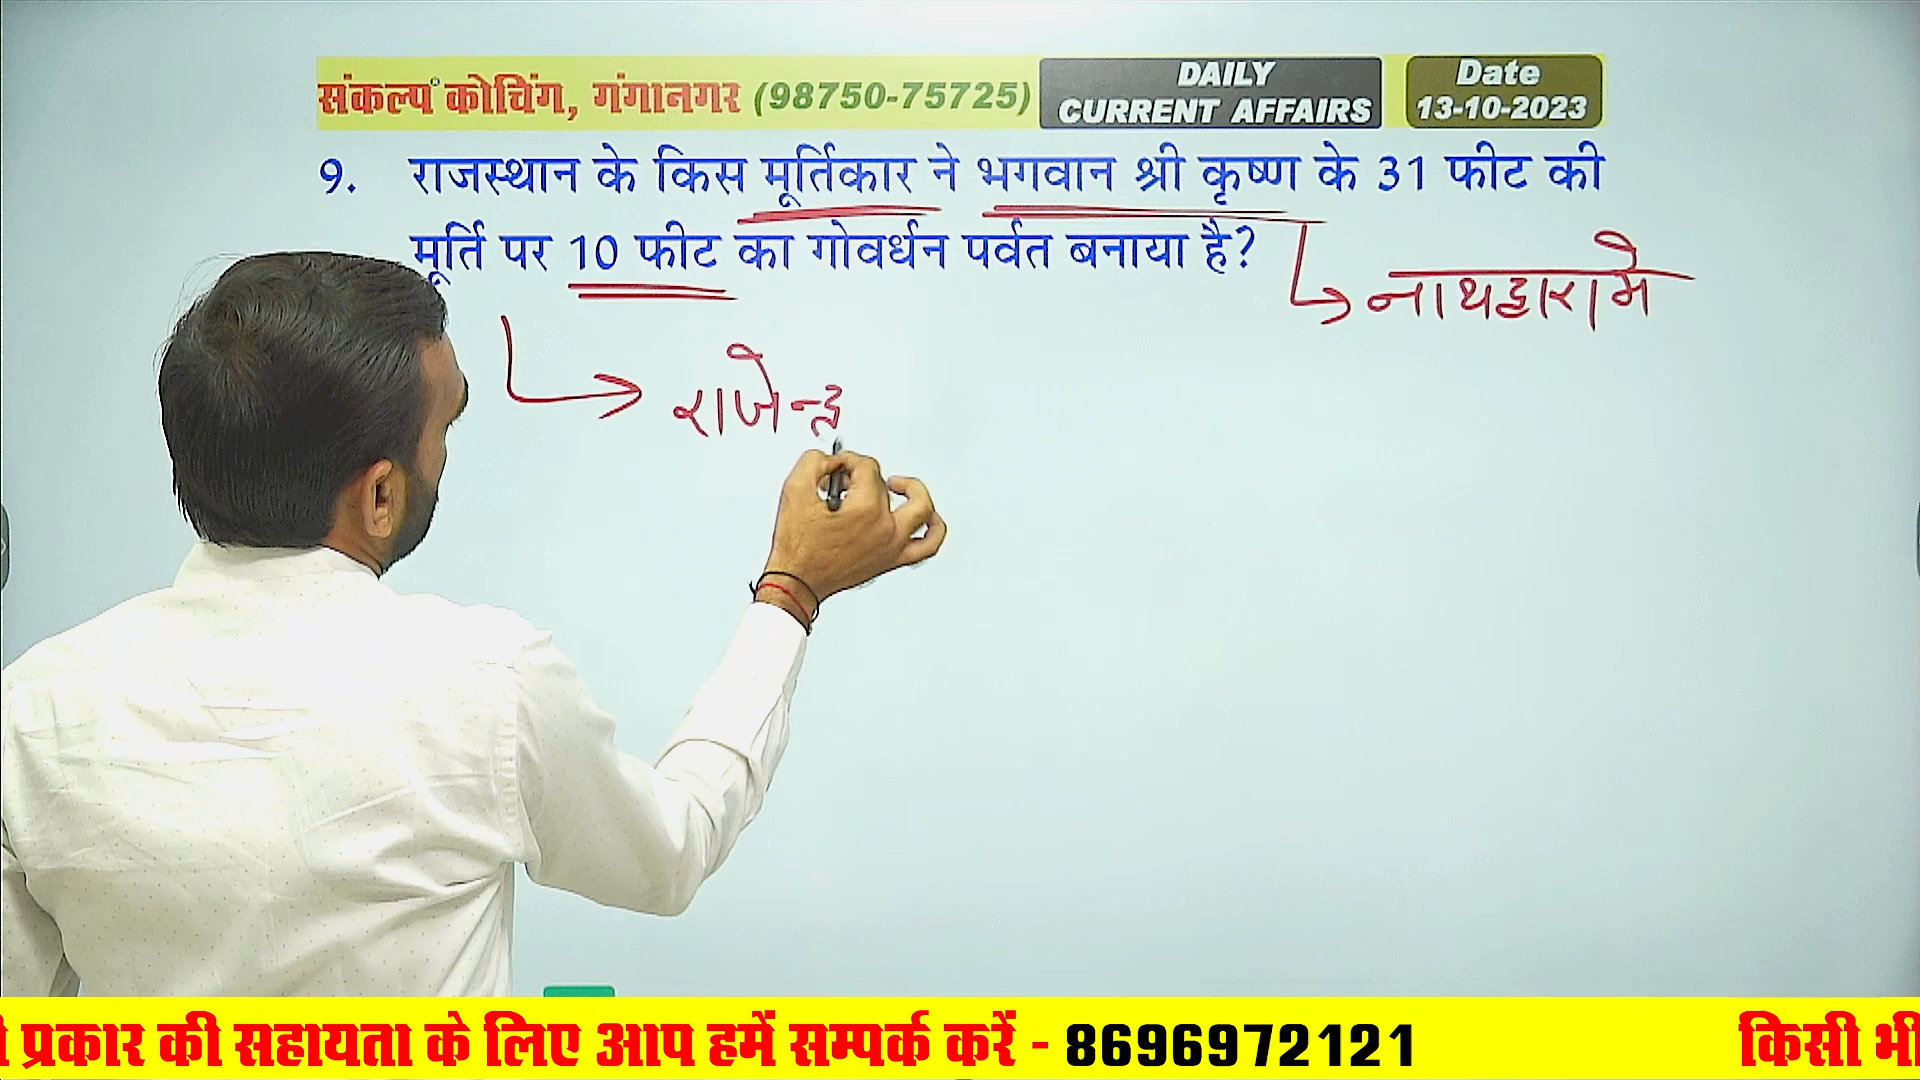 संकल्प कोचिंग, गंगानगर (98750-75725)
DAILY
CURRENT AFFAIRS
Date
13-10-2023
9. राजस्थान के किस मूर्तिकार ने भगवान श्री कृष्ण के 31 फीट की
मूर्ति पर 10 फीट का गोवर्धन पर्वत बनाया है?
नाथद्वारा में
राजेन्द्र
प्रकार की सहायता के लिए आप हमें सम्पर्क करें - 8696972121
किसी भी